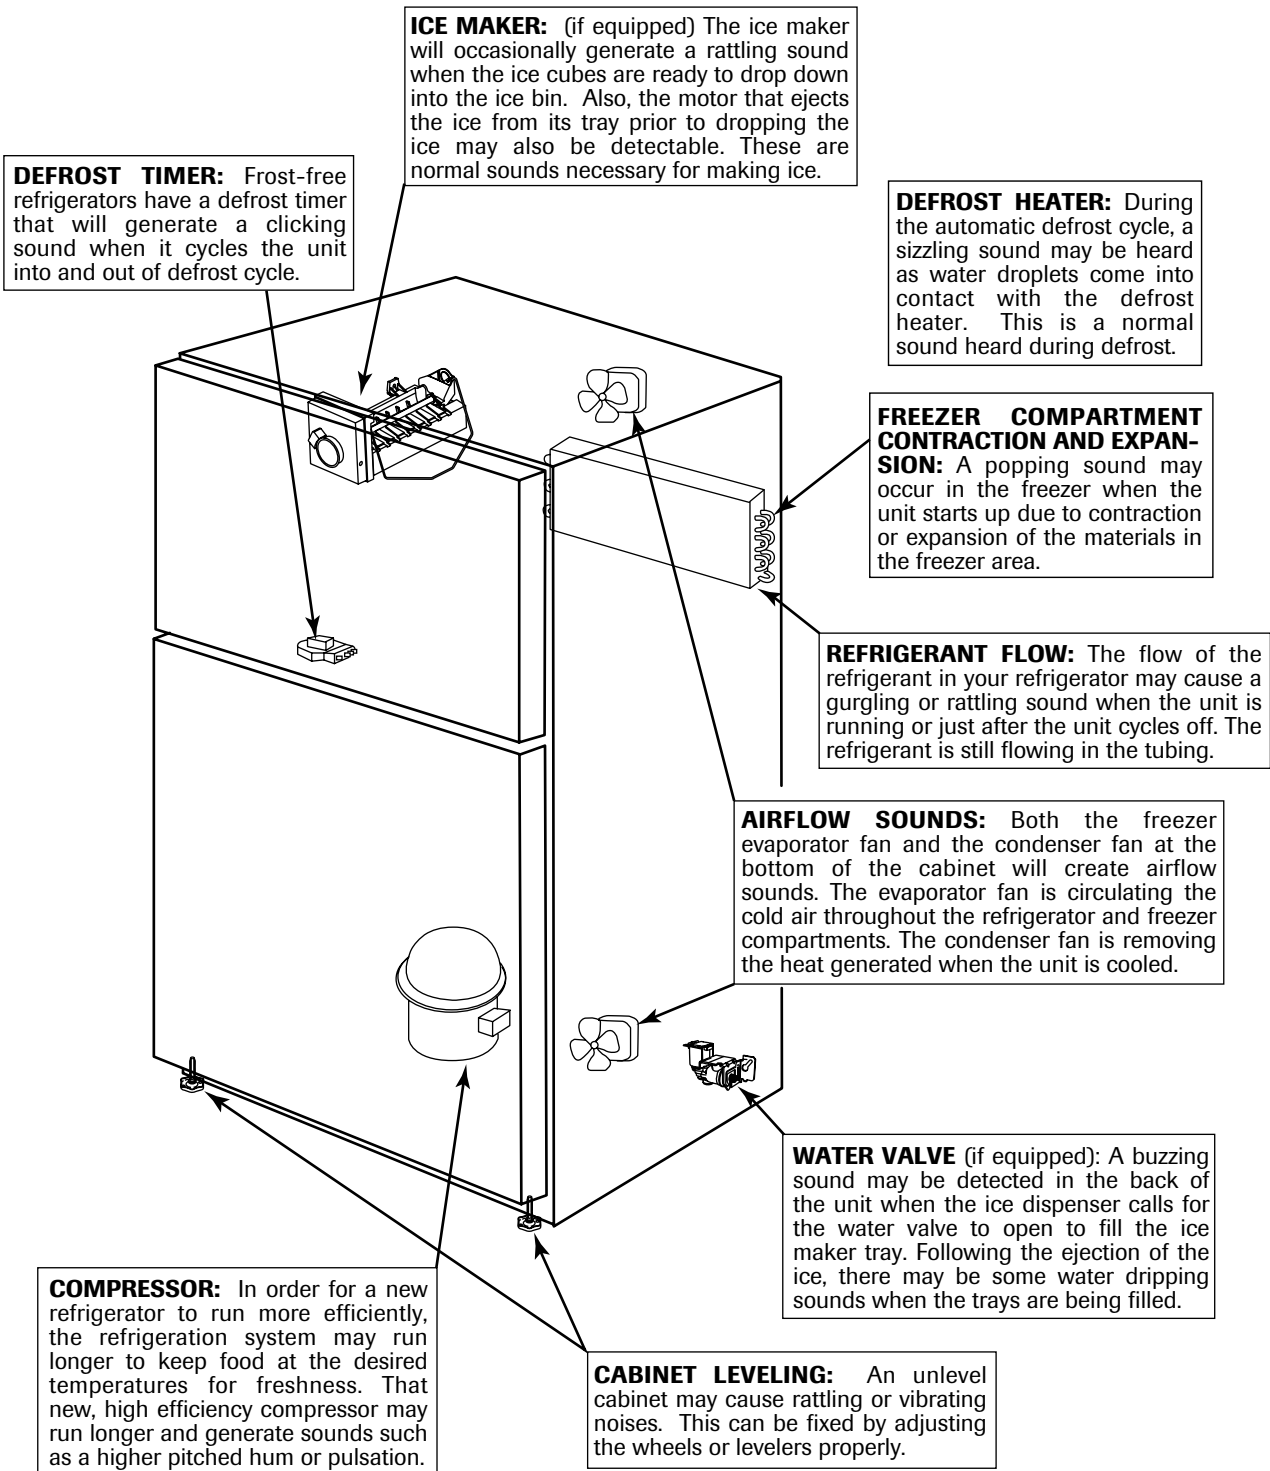 ICE MAKER: (if equipped) The ice maker
will occasionally generate a rattling sound
when the ice cubes are ready to drop down
into the ice bin. Also, the motor that ejects
the ice from its tray prior to dropping the
ice may also be detectable. These are
normal sounds necessary for making ice.
DEFROST TIMER: Frost-free
refrigerators have a defrost timer
that will generate a clicking
sound when it cycles the unit
into and out of defrost cycle.
DEFROST HEATER: During
the automatic defrost cycle, a
sizzling sound may be heard
as water droplets come into
contact with the defrost
heater. This is a normal
sound heard during defrost.
FREEZER COMPARTMENT
CONTRACTION AND EXPAN-
SION: A popping sound may
occur in the freezer when the
unit starts up due to contraction
or expansion of the materials in
the freezer area.
REFRIGERANT FLOW: The flow of the
refrigerant in your refrigerator may cause a
gurgling or rattling sound when the unit is
running or just after the unit cycles off. The
refrigerant is still flowing in the tubing.
AIRFLOW SOUNDS: Both the freezer
evaporator fan and the condenser fan at the
bottom of the cabinet will create airflow
sounds. The evaporator fan is circulating the
cold air throughout the refrigerator and freezer
compartments. The condenser fan is removing
the heat generated when the unit is cooled.
WATER VALVE (if equipped): A buzzing
sound may be detected in the back of
the unit when the ice dispenser calls for
the water valve to open to fill the ice
maker tray. Following the ejection of the
ice, there may be some water dripping
sounds when the trays are being filled.
COMPRESSOR: In order for a new
refrigerator to run more efficiently,
the refrigeration system may run
longer to keep food at the desired
temperatures for freshness. That
new, high efficiency compressor may
run longer and generate sounds such
as a higher pitched hum or pulsation.
CABINET LEVELING: An unlevel
cabinet may cause rattling or vibrating
noises. This can be fixed by adjusting
the wheels or levelers properly.